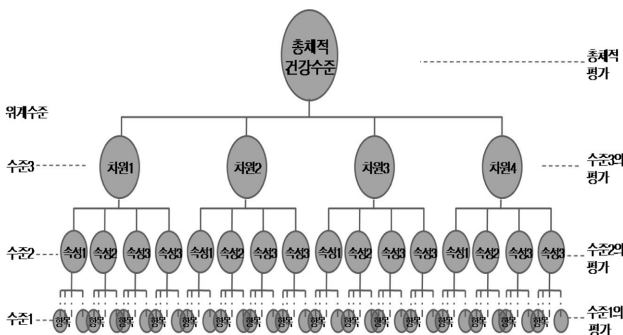 총체적
건강수준
총체적
평가
위계수준
수준3
차원1 차원2 차원3 차원4
수준3의
평가
수준2
속성1 속성2 속성3 속성3 속성1 속성2 속성3 속성3 속성1 속성2 속성3 속성3 속성1 속성2 속성3 속성3
수준2의
평가
수준1
항목 항목 항목 항목 항목 항목 항목 항목 항목 항목 항목 항목 항목 항목 항목 항목
수준1의
평가